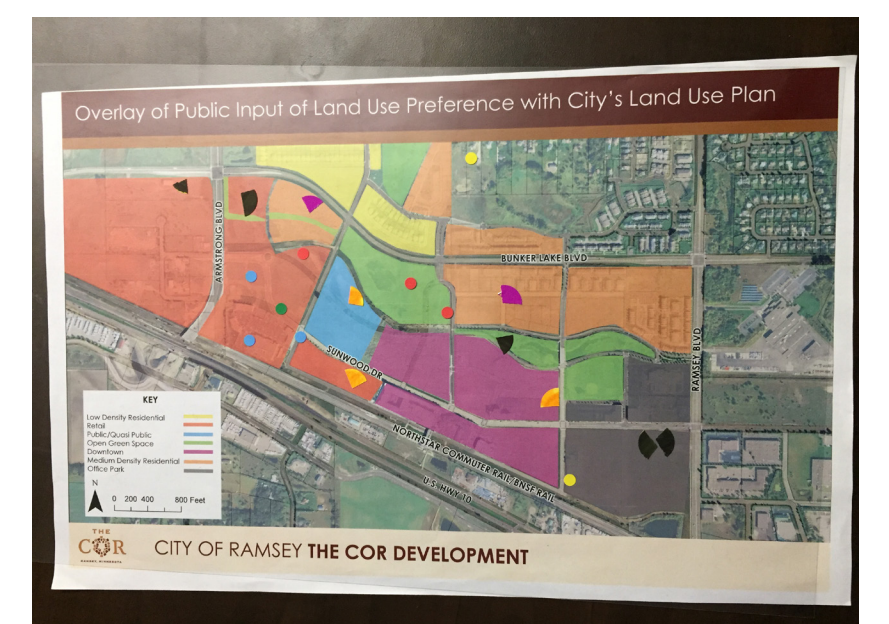 Overlay of Public Input of Land Use Preference with City's Land Use Plan
ARMSTRONG BLVD
BUNKER LAKE BLVD
SUNWOOD DR
RAMSEY BLVD
NORTHSTAR COMMUTER RAIL/BNSF RAIL
U.S. HWY 10
KEY
Low Density Residential
Retail
Public/Quasi Public
Open Green Space
Downtown
Medium Density Residential
Office Park
N
0 200 400 800 Feet
THE
COR
RAMSEY, MINNESOTA
CITY OF RAMSEY THE COR DEVELOPMENT